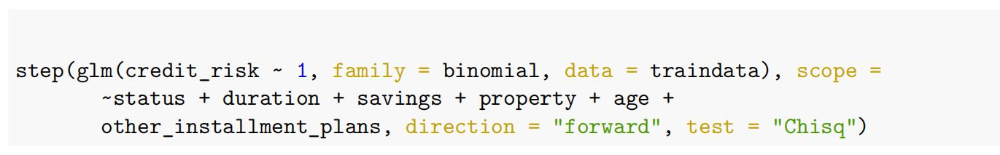 step(glm(credit_risk ~ 1, family = binomial, data = traindata), scope =
~status + duration + savings + property + age +
other_installment_plans, direction = "forward", test = "Chisq")